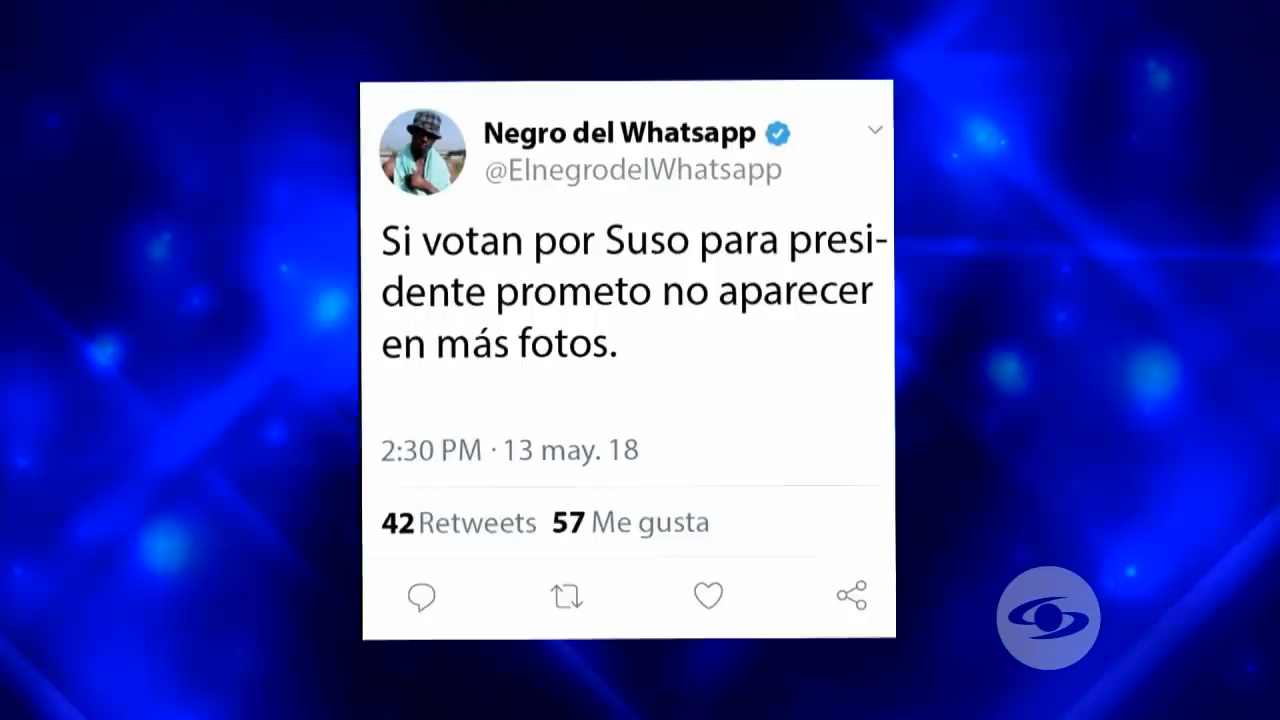 Negro del Whatsapp
@ElnegrodelWhatsapp
Si votan por Suso para presi-
dente prometo no aparecer
en más fotos.
2:30 PM · 13 may. 18
42 Retweets 57 Me gusta